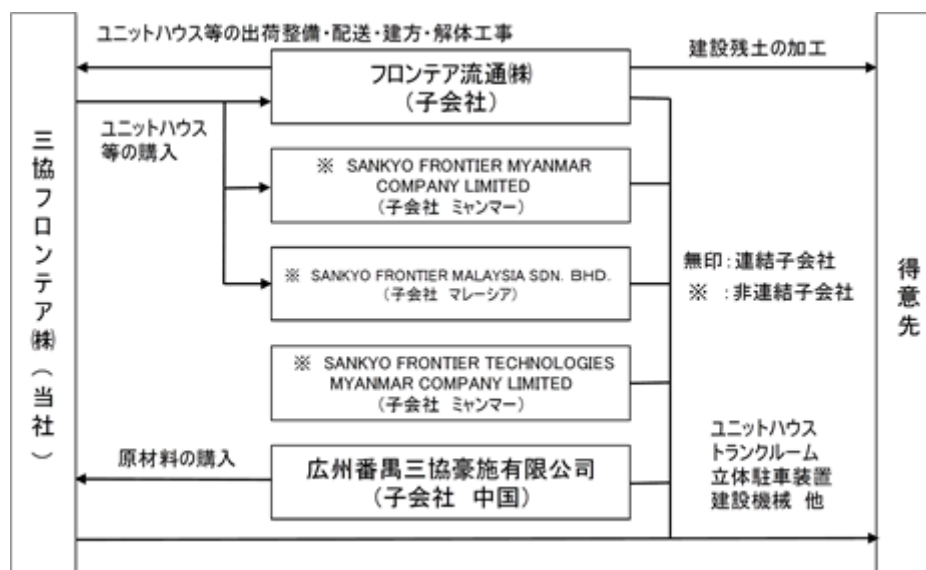 ユニットハウス等の出荷整備・配送・建方・解体工事
フロンテア流通㈱
(子会社)
建設残土の加工
三協フロンテア㈱(当社)
ユニットハウス
等の購入
※ SANKYO FRONTIER MYANMAR
COMPANY LIMITED
(子会社 ミャンマー)
※ SANKYO FRONTIER MALAYSIA SDN. BHD.
(子会社 マレーシア)
無印:連結子会社
※ :非連結子会社
得意先
※ SANKYO FRONTIER TECHNOLOGIES
MYANMAR COMPANY LIMITED
(子会社 ミャンマー)
原材料の購入
広州番禺三協豪施有限公司
(子会社 中国)
ユニットハウス
トランクルーム
立体駐車装置
建設機械 他